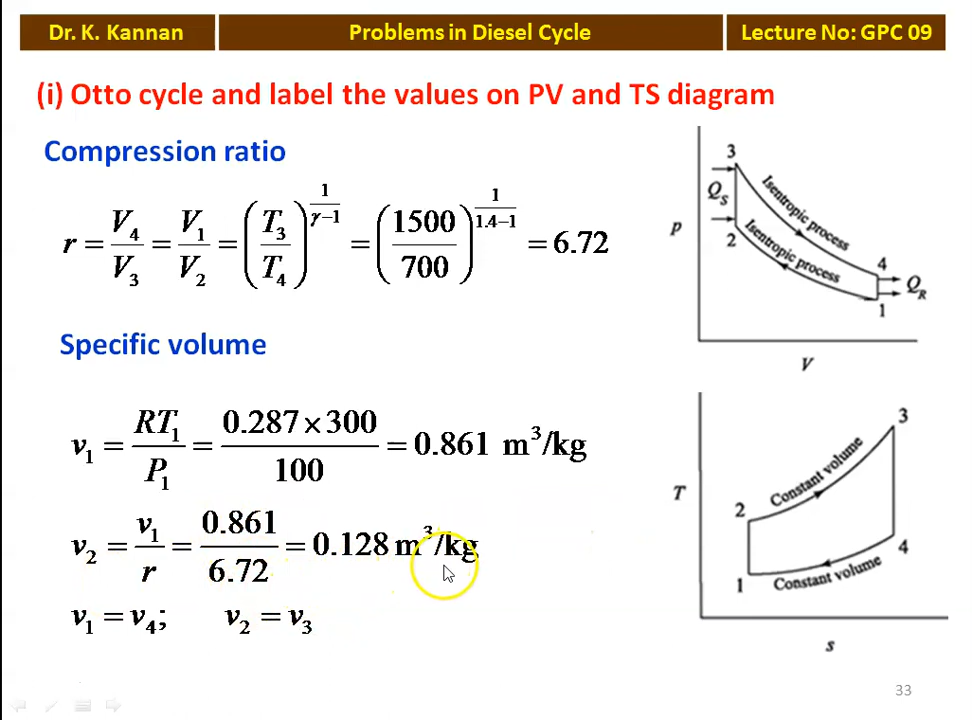 Dr. K. Kannan
Problems in Diesel Cycle
Lecture No: GPC 09
(i) Otto cycle and label the values on PV and TS diagram
Compression ratio
r = V₄/V₃ = V₁/V₂ = (T₃/T₄)^(1/(γ−1)) = (1500/700)^(1/(1.4−1)) = 6.72
Specific volume
v₁ = RT₁/P₁ = (0.287×300)/100 = 0.861 m³/kg
v₂ = v₁/r = 0.861/6.72 = 0.128 m³/kg
v₁ = v₄; v₂ = v₃
3
Isentropic process
Q_S
p
2
Isentropic process
4
Q_R
1
V
3
Constant volume
T
2
4
1
Constant volume
s
33